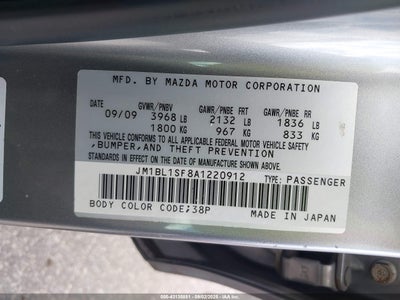 MFD. BY MAZDA MOTOR CORPORATION
DATE GVWR/PNBV GAWR/PNBE FRT GAWR/PNBE RR
09/09 3968 LB 2132 LB 1836 LB
1800 KG 967 KG 833 KG
THIS VEHICLE CONFORMS TO ALL APPLICABLE FEDERAL MOTOR VEHICLE SAFETY
,BUMPER,AND THEFT PREVENTION
STANDARDS IN EFFECT ON THE DATE OF MANUFACTURE SHOWN ABOVE.
JM1BL1SF8A1220912 TYPE:PASSENGER
BODY COLOR CODE;38P
MADE IN JAPAN